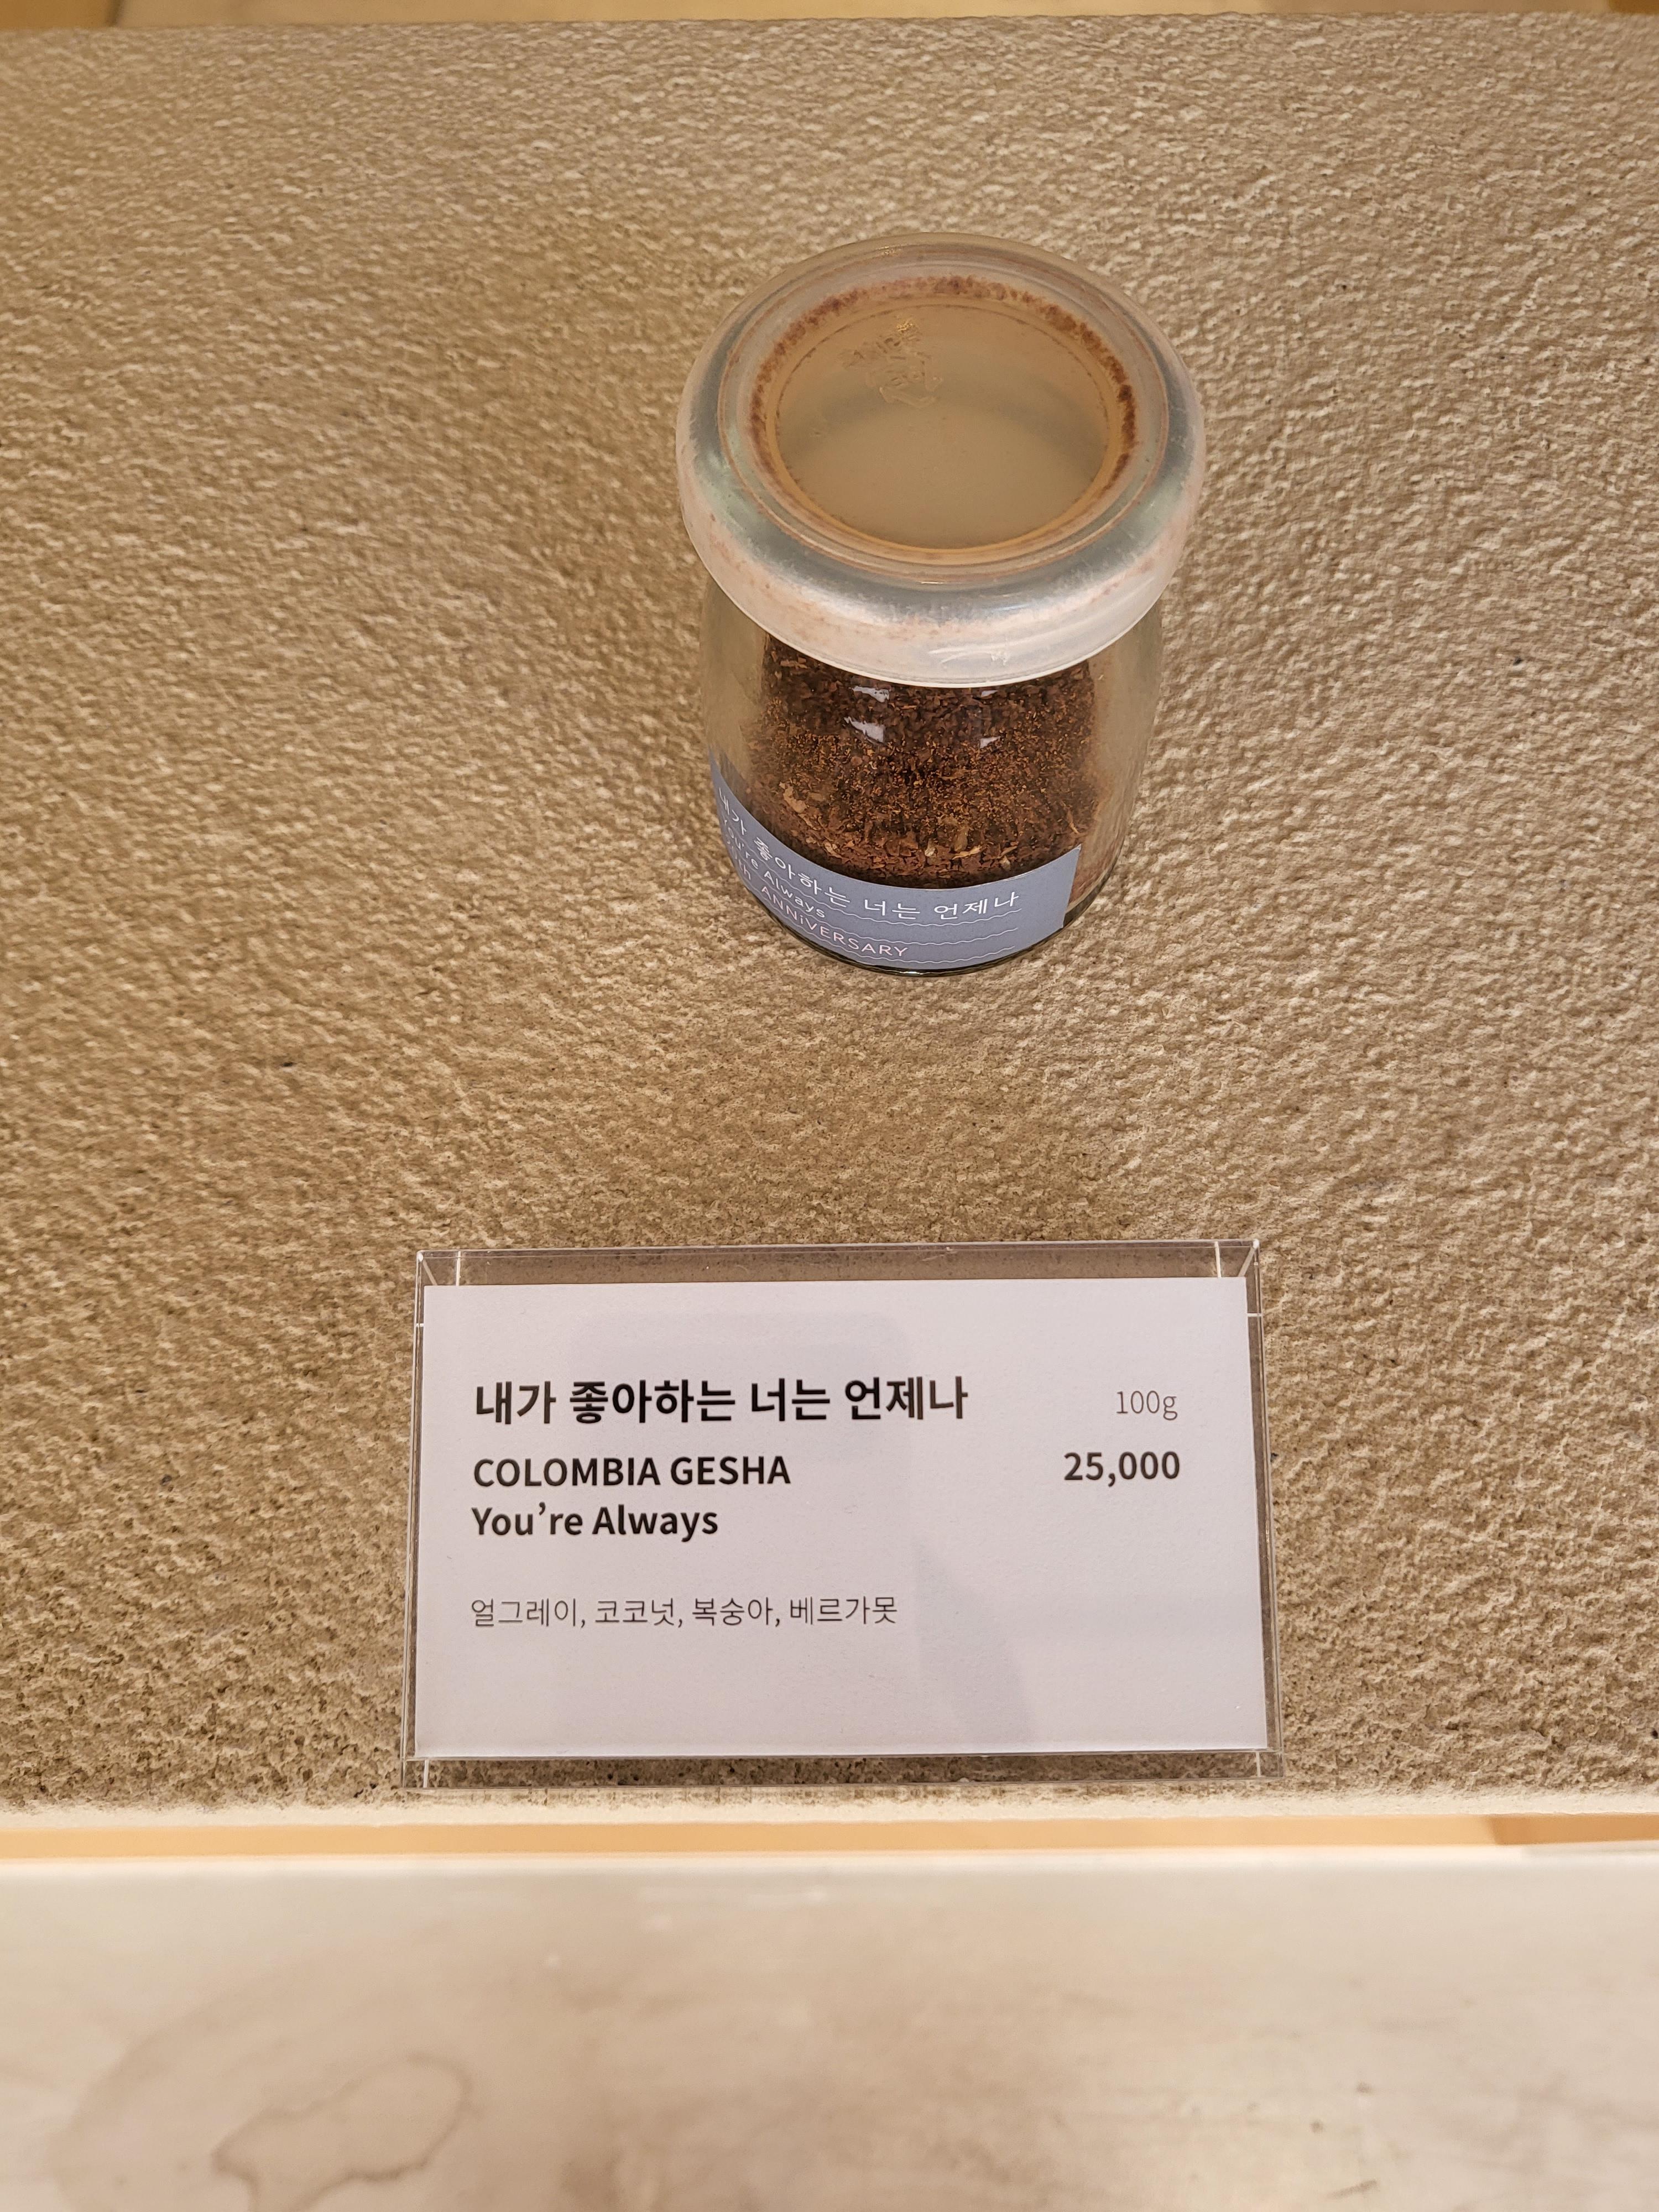 내가 좋아하는 너는 언제나
You're Always
ANNiVERSARY
내가 좋아하는 너는 언제나
100g
COLOMBIA GESHA
25,000
You’re Always
얼그레이, 코코넛, 복숭아, 베르가못